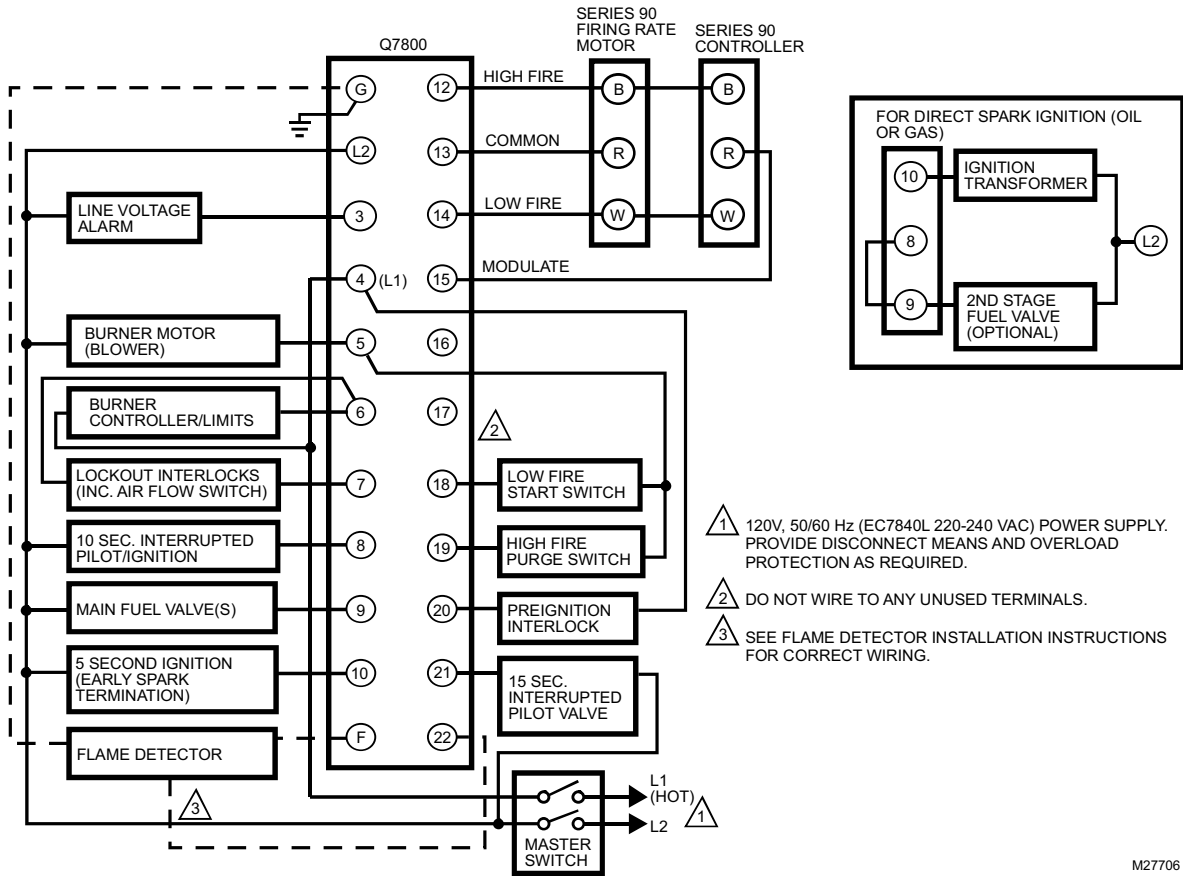 Q7800
SERIES 90
FIRING RATE
MOTOR
SERIES 90
CONTROLLER
G
L2
3
4
(L1)
5
6
7
8
9
10
F
12
13
14
15
16
17
18
19
20
21
22
HIGH FIRE
COMMON
LOW FIRE
MODULATE
B
R
W
B
R
W
LINE VOLTAGE
ALARM
BURNER MOTOR
(BLOWER)
BURNER
CONTROLLER/LIMITS
LOCKOUT INTERLOCKS
(INC. AIR FLOW SWITCH)
10 SEC. INTERRUPTED
PILOT/IGNITION
MAIN FUEL VALVE(S)
5 SECOND IGNITION
(EARLY SPARK
TERMINATION)
FLAME DETECTOR
3
2
LOW FIRE
START SWITCH
HIGH FIRE
PURGE SWITCH
PREIGNITION
INTERLOCK
15 SEC.
INTERRUPTED
PILOT VALVE
MASTER
SWITCH
L1
(HOT)
L2
1
FOR DIRECT SPARK IGNITION (OIL
OR GAS)
10
8
9
IGNITION
TRANSFORMER
2ND STAGE
FUEL VALVE
(OPTIONAL)
L2
1 120V, 50/60 Hz (EC7840L 220-240 VAC) POWER SUPPLY.
PROVIDE DISCONNECT MEANS AND OVERLOAD
PROTECTION AS REQUIRED.
2 DO NOT WIRE TO ANY UNUSED TERMINALS.
3 SEE FLAME DETECTOR INSTALLATION INSTRUCTIONS
FOR CORRECT WIRING.
M27706